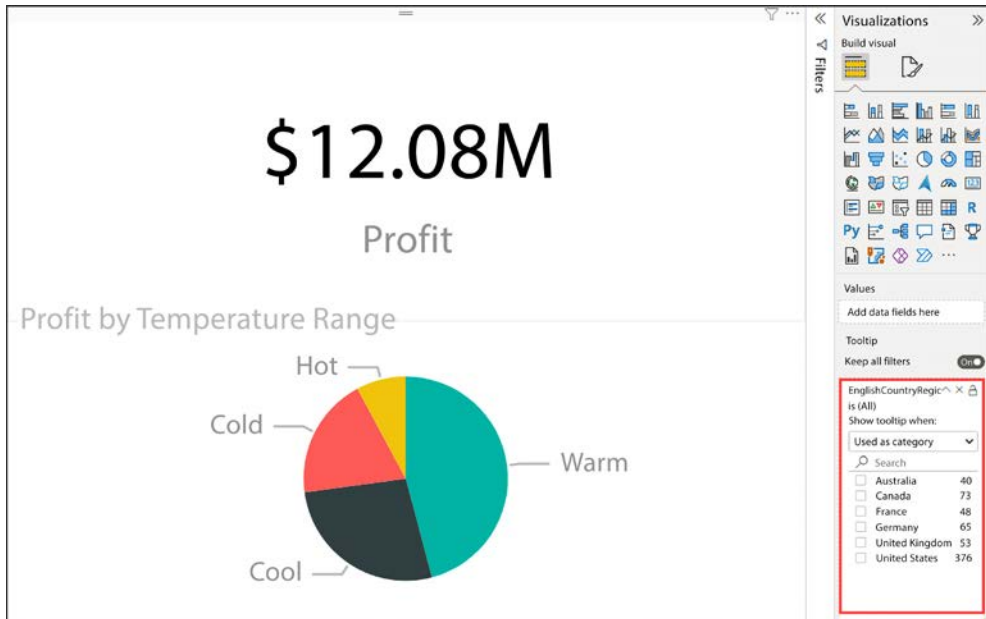 $12.08M
Profit
Profit by Temperature Range
Hot
Cold
Warm
Cool
Filters
Visualizations
Build visual
123
R
Py
Values
Add data fields here
Tooltip
Keep all filters
On
EnglishCountryRegic
is (All)
Show tooltip when:
Used as category
Search
Australia 40
Canada 73
France 48
Germany 65
United Kingdom 53
United States 376